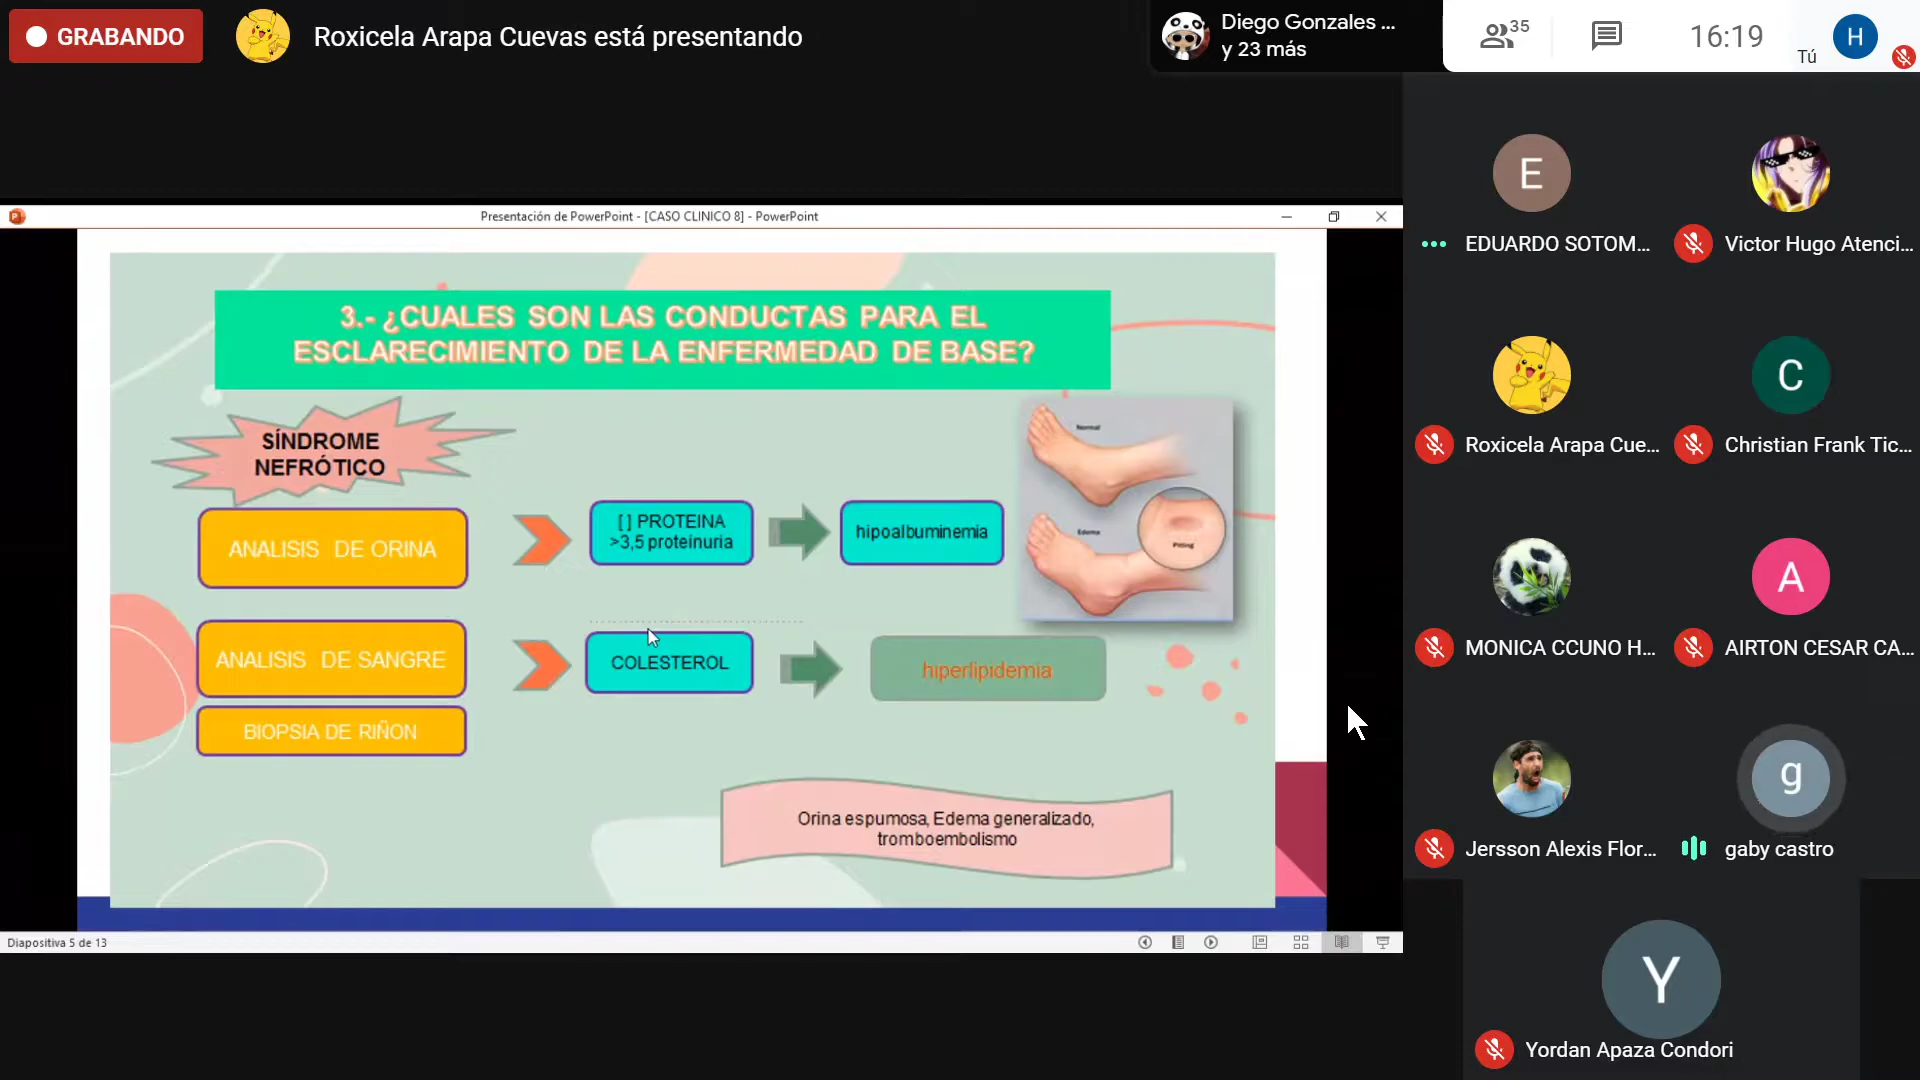 GRABANDO
Roxicela Arapa Cuevas está presentando
Diego Gonzales ...
y 23 más
35
16:19
Tú
H
Presentación de PowerPoint - [CASO CLINICO 8] - PowerPoint
3.- ¿CUALES SON LAS CONDUCTAS PARA EL
ESCLARECIMIENTO DE LA ENFERMEDAD DE BASE?
SÍNDROME
NEFRÓTICO
ANALISIS DE ORINA
[ ] PROTEINA
>3,5 proteinuria
hipoalbuminemia
Normal
Edema
Pitting
ANALISIS DE SANGRE
COLESTEROL
hiperlipidemia
BIOPSIA DE RIÑON
Orina espumosa, Edema generalizado,
tromboembolismo
Diapositiva 5 de 13
E
EDUARDO SOTOM...
Victor Hugo Atenci...
Roxicela Arapa Cue...
C
Christian Frank Tic...
MONICA CCUNO H...
A
AIRTON CESAR CA...
Jersson Alexis Flor...
g
gaby castro
Y
Yordan Apaza Condori